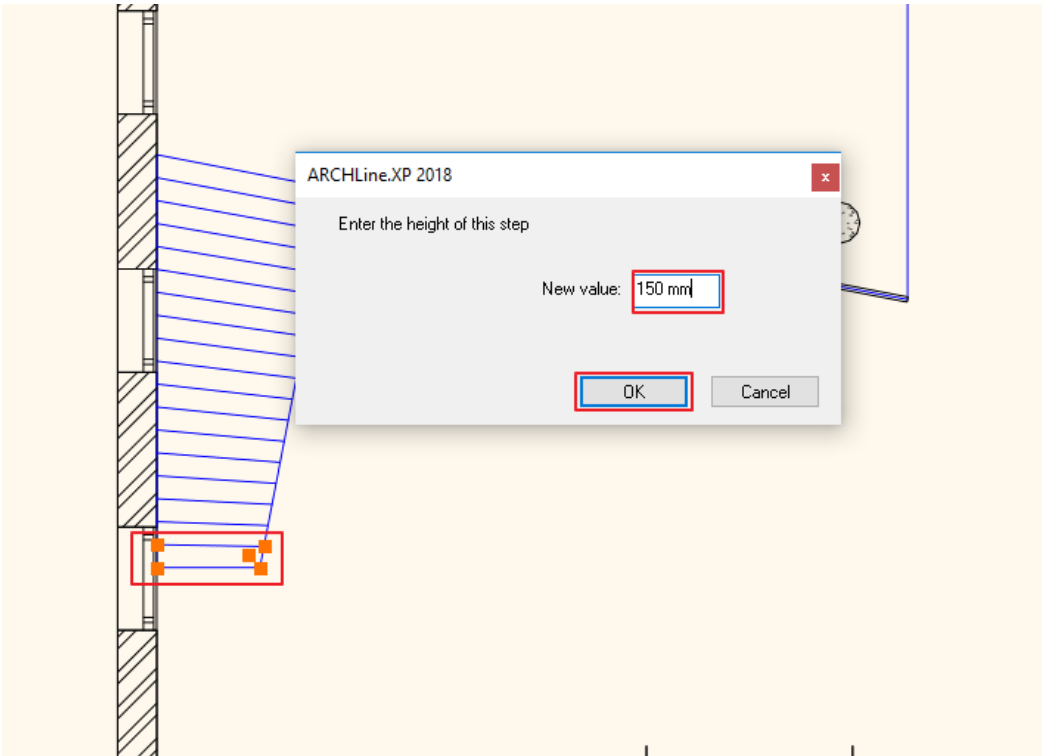 ARCHLine.XP 2018
x
Enter the height of this step
New value: 150 mm
OK Cancel